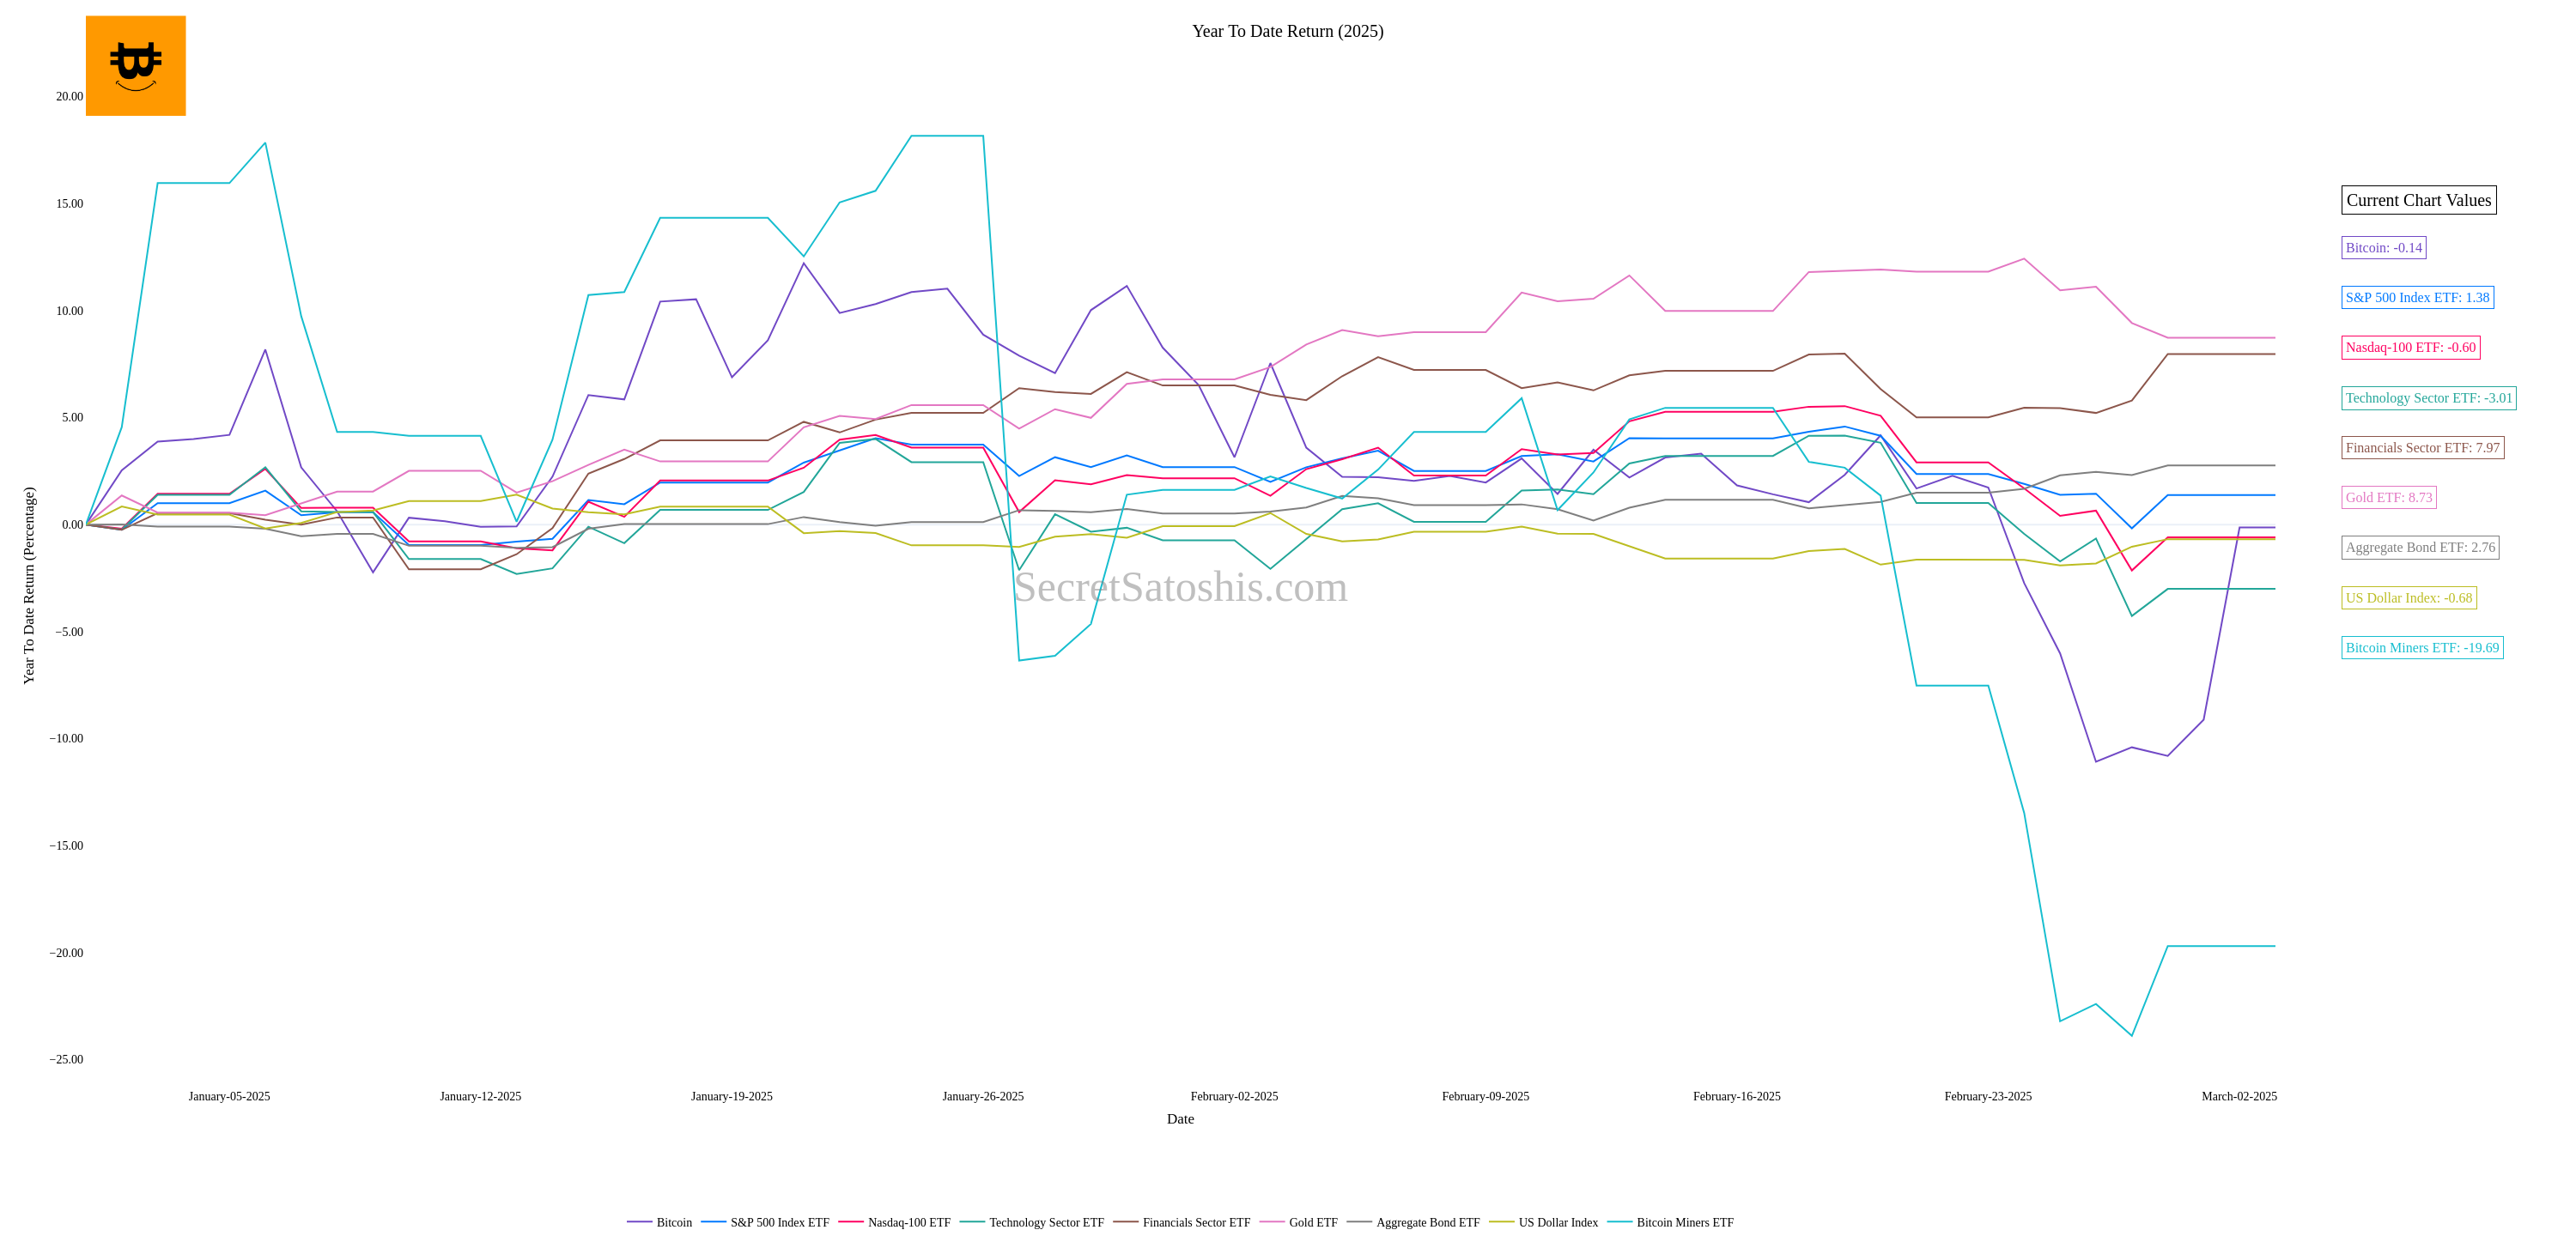 Year To Date Return (2025)
20.00
15.00
10.00
5.00
0.00
−5.00
−10.00
−15.00
−20.00
−25.00
Year To Date Return (Percentage)
SecretSatoshis.com
January-05-2025
January-12-2025
January-19-2025
January-26-2025
February-02-2025
February-09-2025
February-16-2025
February-23-2025
March-02-2025
Date
Current Chart Values
Bitcoin: -0.14
S&P 500 Index ETF: 1.38
Nasdaq-100 ETF: -0.60
Technology Sector ETF: -3.01
Financials Sector ETF: 7.97
Gold ETF: 8.73
Aggregate Bond ETF: 2.76
US Dollar Index: -0.68
Bitcoin Miners ETF: -19.69
Bitcoin S&P 500 Index ETF Nasdaq-100 ETF Technology Sector ETF Financials Sector ETF Gold ETF Aggregate Bond ETF US Dollar Index Bitcoin Miners ETF